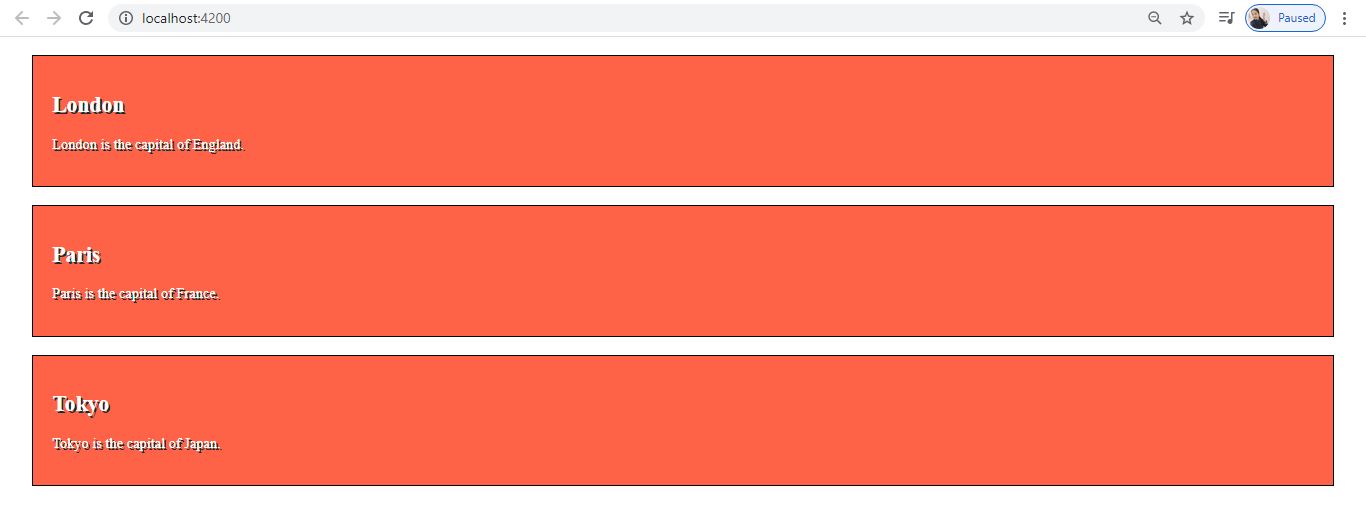 localhost:4200
Paused
London
London is the capital of England.
Paris
Paris is the capital of France.
Tokyo
Tokyo is the capital of Japan.